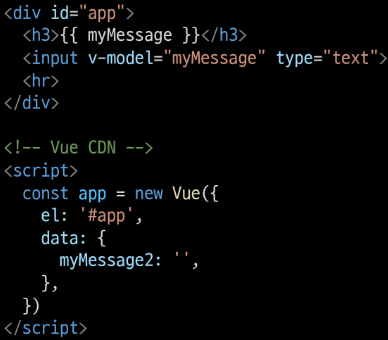 <div id="app">
  <h3>{{ myMessage }}</h3>
  <input v-model="myMessage" type="text">
  <hr>
</div>

<!-- Vue CDN -->
<script>
  const app = new Vue({
    el: '#app',
    data: {
      myMessage2: '',
    },
  })
</script>